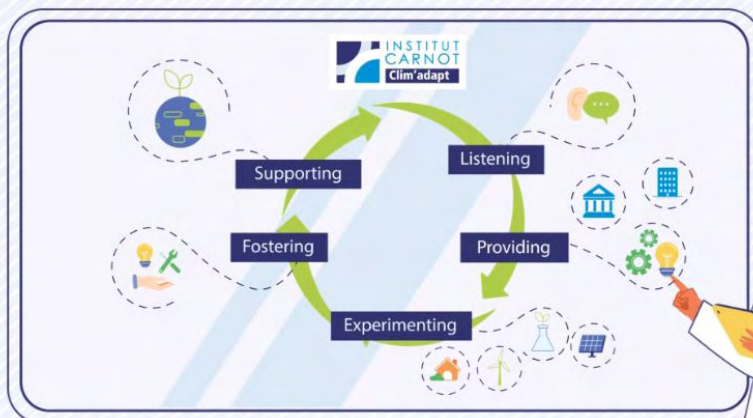 INSTITUT
CARNOT
Clim'adapt
Supporting
Listening
Fostering
Providing
Experimenting